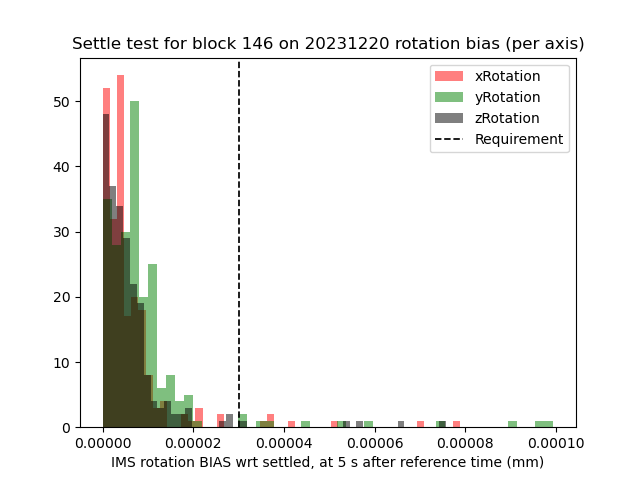 Settle test for block 146 on 20231220 rotation bias (per axis)
xRotation
yRotation
zRotation
Requirement
50
40
30
20
10
0
0.00000 0.00002 0.00004 0.00006 0.00008 0.00010
IMS rotation BIAS wrt settled, at 5 s after reference time (mm)